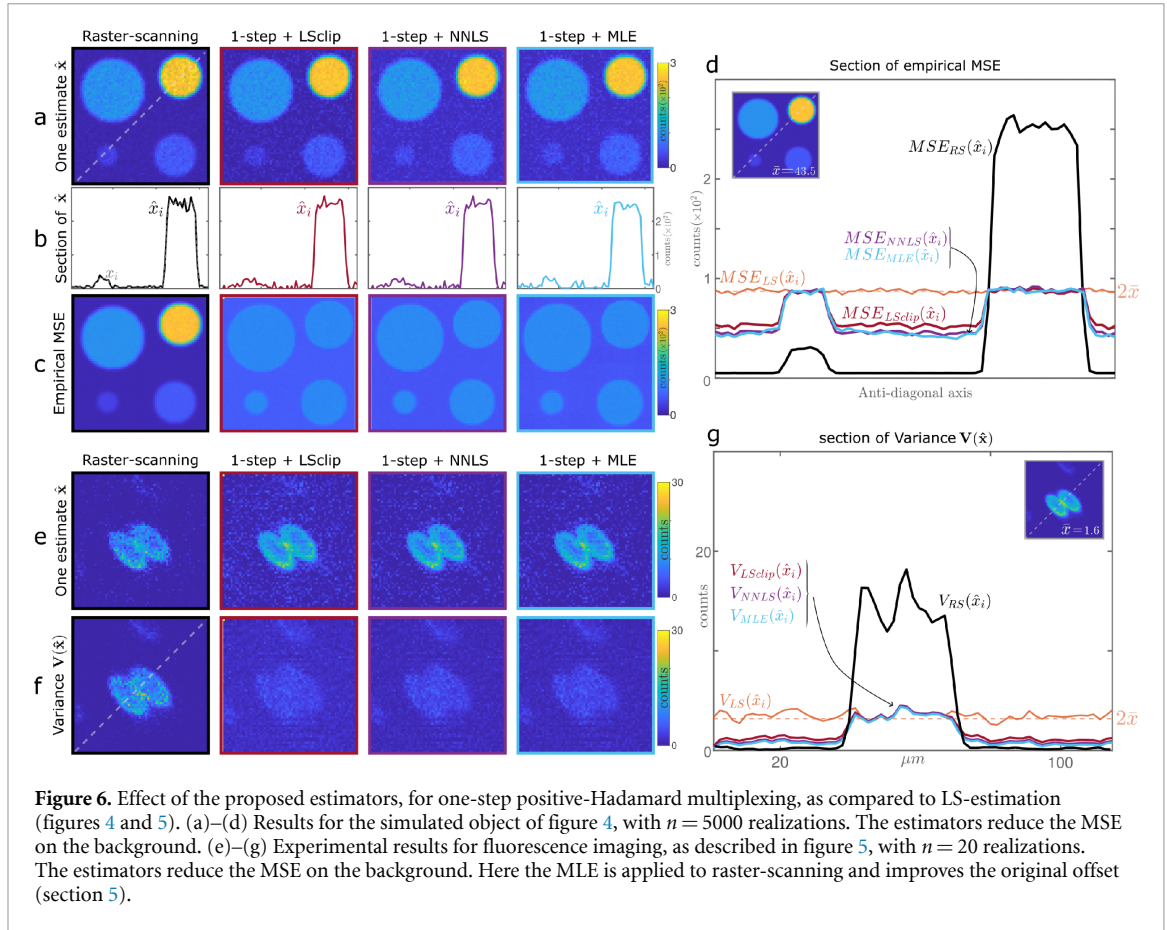 Raster-scanning 1-step + LSclip 1-step + NNLS 1-step + MLE
a
One estimate x̂
3
counts(×10²)
0
b
Section of x̂
x̂ᵢ x̂ᵢ x̂ᵢ x̂ᵢ
xᵢ
2
1
0
counts(×10²)
c
Empirical MSE
3
counts(×10²)
0
d
Section of empirical MSE
x̄ = 43.5
MSE_RS(x̂ᵢ)
MSE_NNLS(x̂ᵢ)
MSE_MLE(x̂ᵢ)
MSE_LS(x̂ᵢ)
2x̄
MSE_LSclip(x̂ᵢ)
counts(×10²)
2
1
0
Anti-diagonal axis
Raster-scanning 1-step + LSclip 1-step + NNLS 1-step + MLE
e
One estimate x̂
30
counts
0
f
Variance V(x̂)
30
counts
0
g
section of Variance V(x̂)
x̄ = 1.6
V_LSclip(x̂ᵢ)
V_NNLS(x̂ᵢ)
V_MLE(x̂ᵢ)
V_RS(x̂ᵢ)
V_LS(x̂ᵢ)
2x̄
counts
20
0
20 μm 100
Figure 6. Effect of the proposed estimators, for one-step positive-Hadamard multiplexing, as compared to LS-estimation
(figures 4 and 5). (a)–(d) Results for the simulated object of figure 4, with n = 5000 realizations. The estimators reduce the MSE
on the background. (e)–(g) Experimental results for fluorescence imaging, as described in figure 5, with n = 20 realizations.
The estimators reduce the MSE on the background. Here the MLE is applied to raster-scanning and improves the original offset
(section 5).